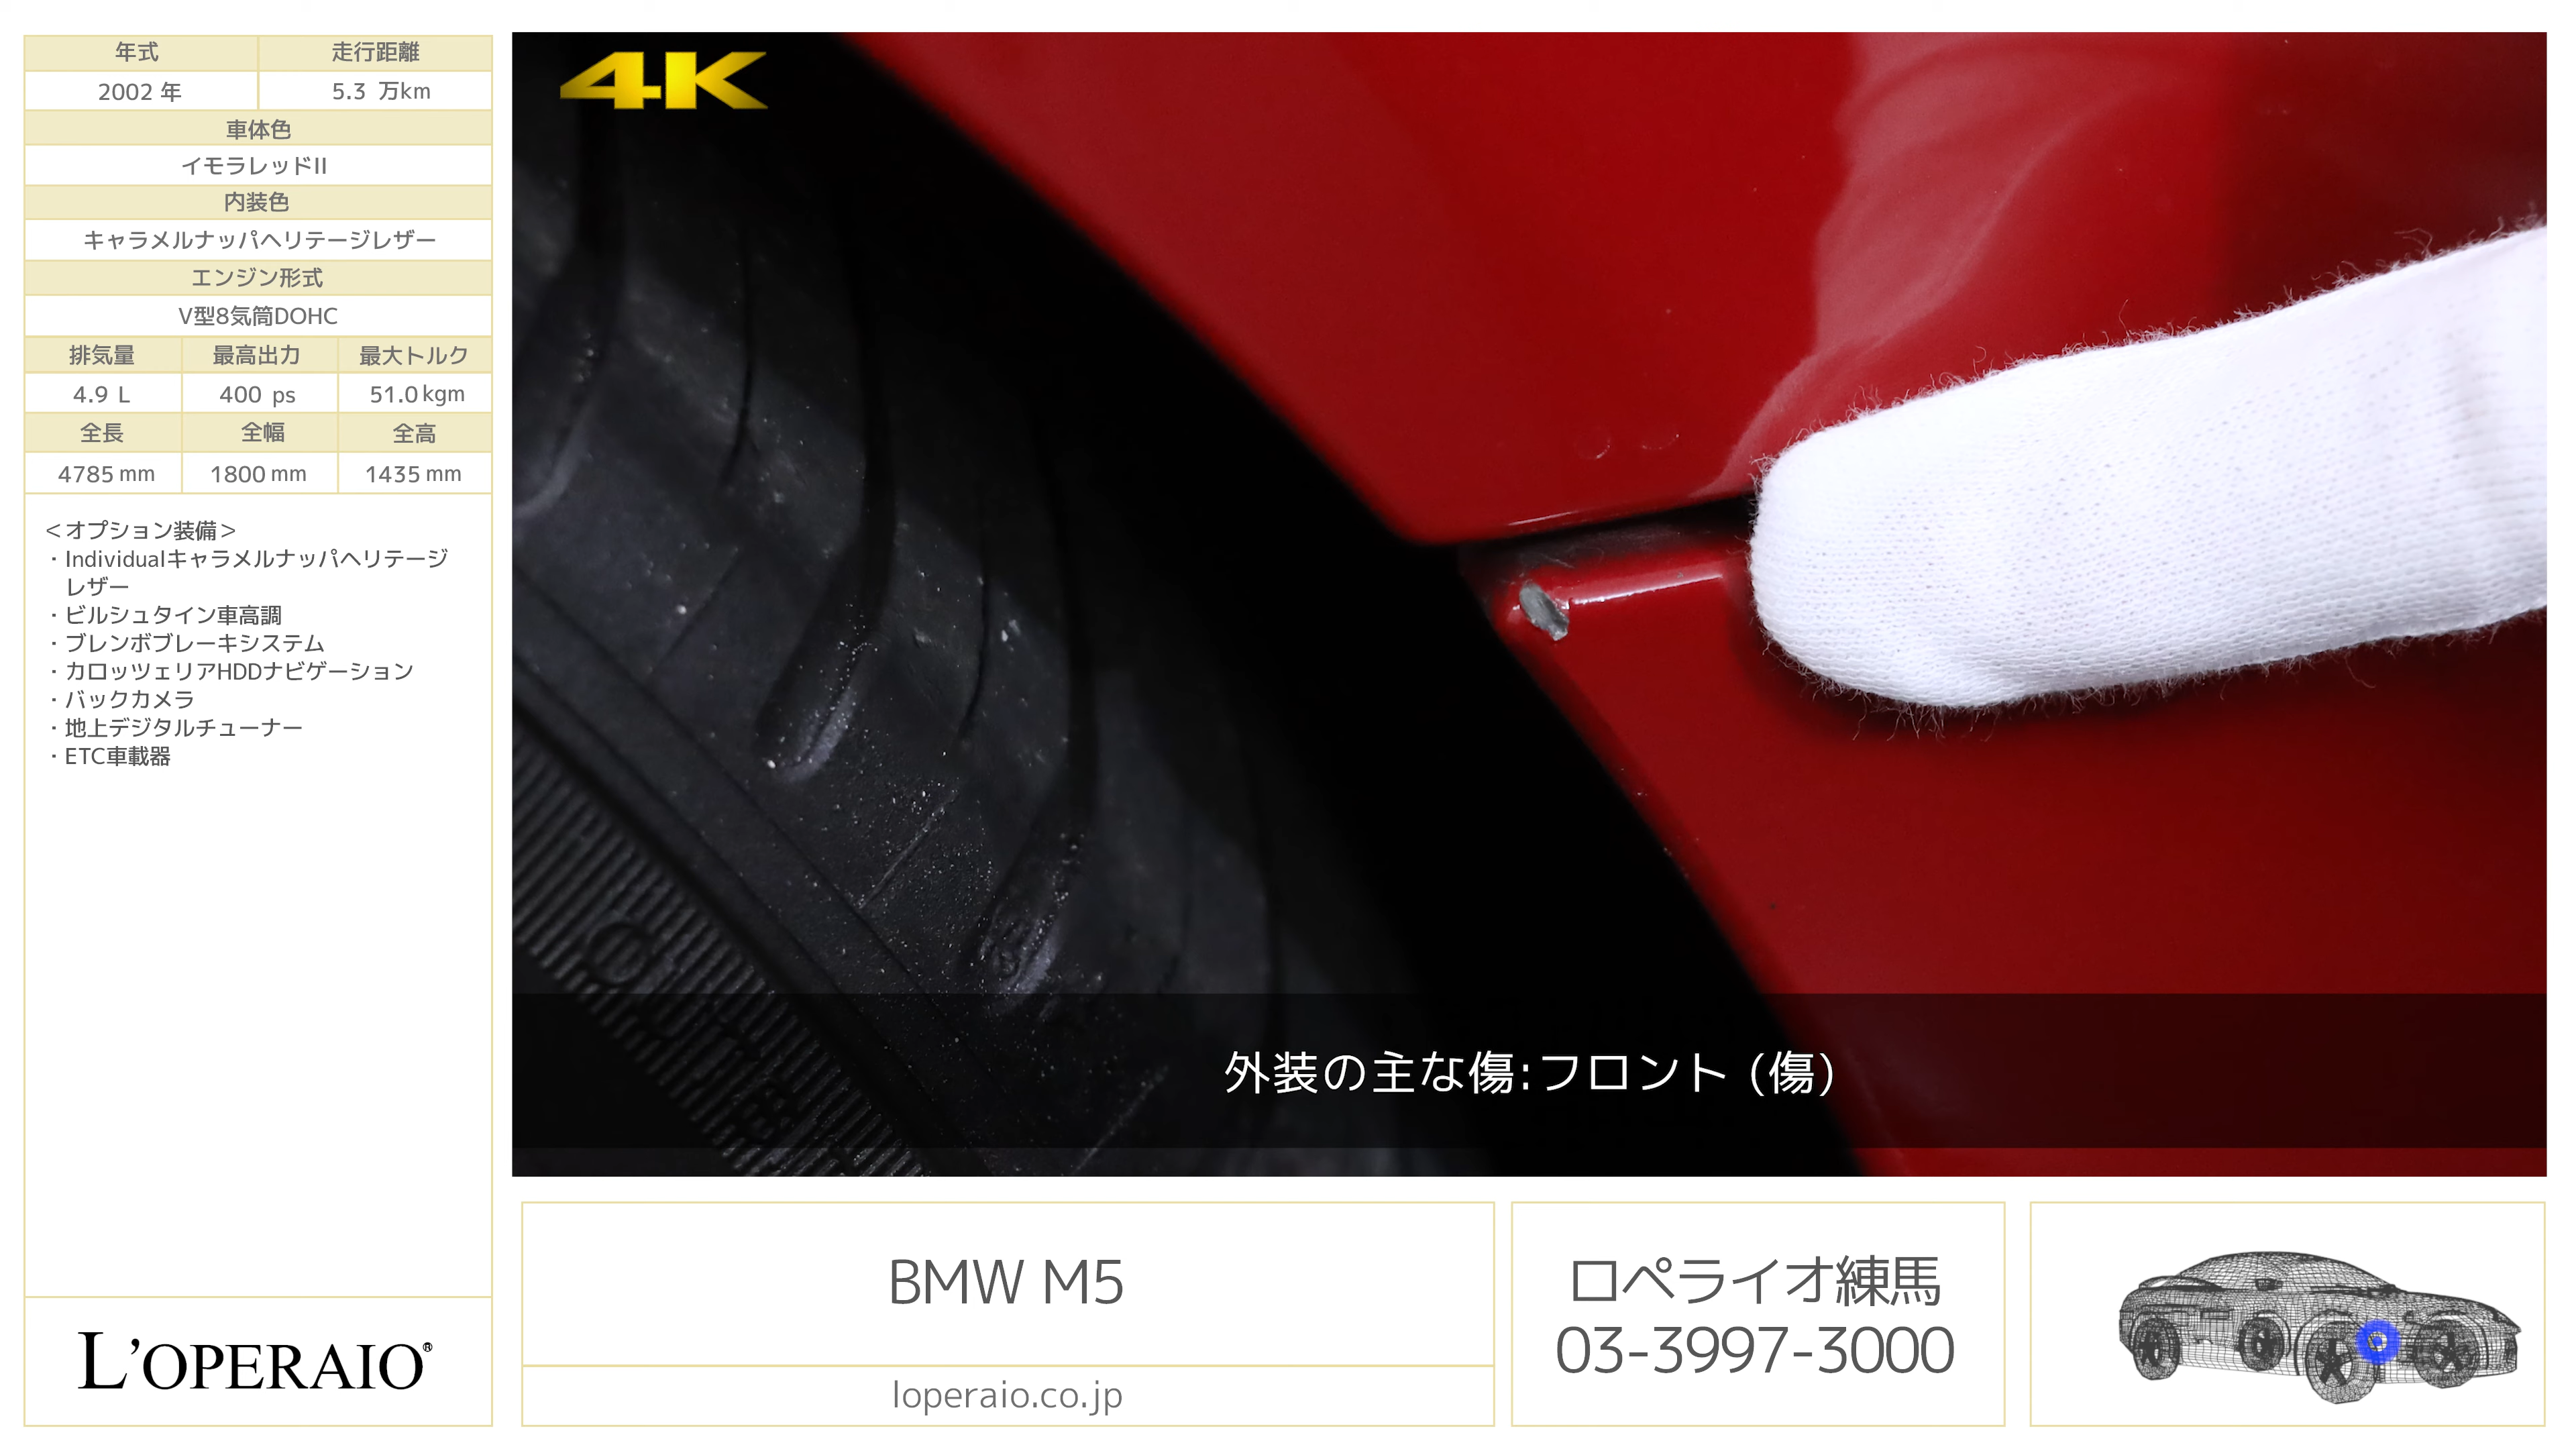 年式 走行距離
2002 年 5.3 万km
車体色
イモラレッドII
内装色
キャラメルナッパヘリテージレザー
エンジン形式
V型8気筒DOHC
排気量 最高出力 最大トルク
4.9 L 400 ps 51.0 kgm
全長 全幅 全高
4785 mm 1800 mm 1435 mm
＜オプション装備＞
・Individualキャラメルナッパヘリテージ
レザー
・ビルシュタイン車高調
・ブレンボブレーキシステム
・カロッツェリアHDDナビゲーション
・バックカメラ
・地上デジタルチューナー
・ETC車載器
L'OPERAIO®
4K
外装の主な傷:フロント (傷)
BMW M5
loperaio.co.jp
ロペライオ練馬
03-3997-3000